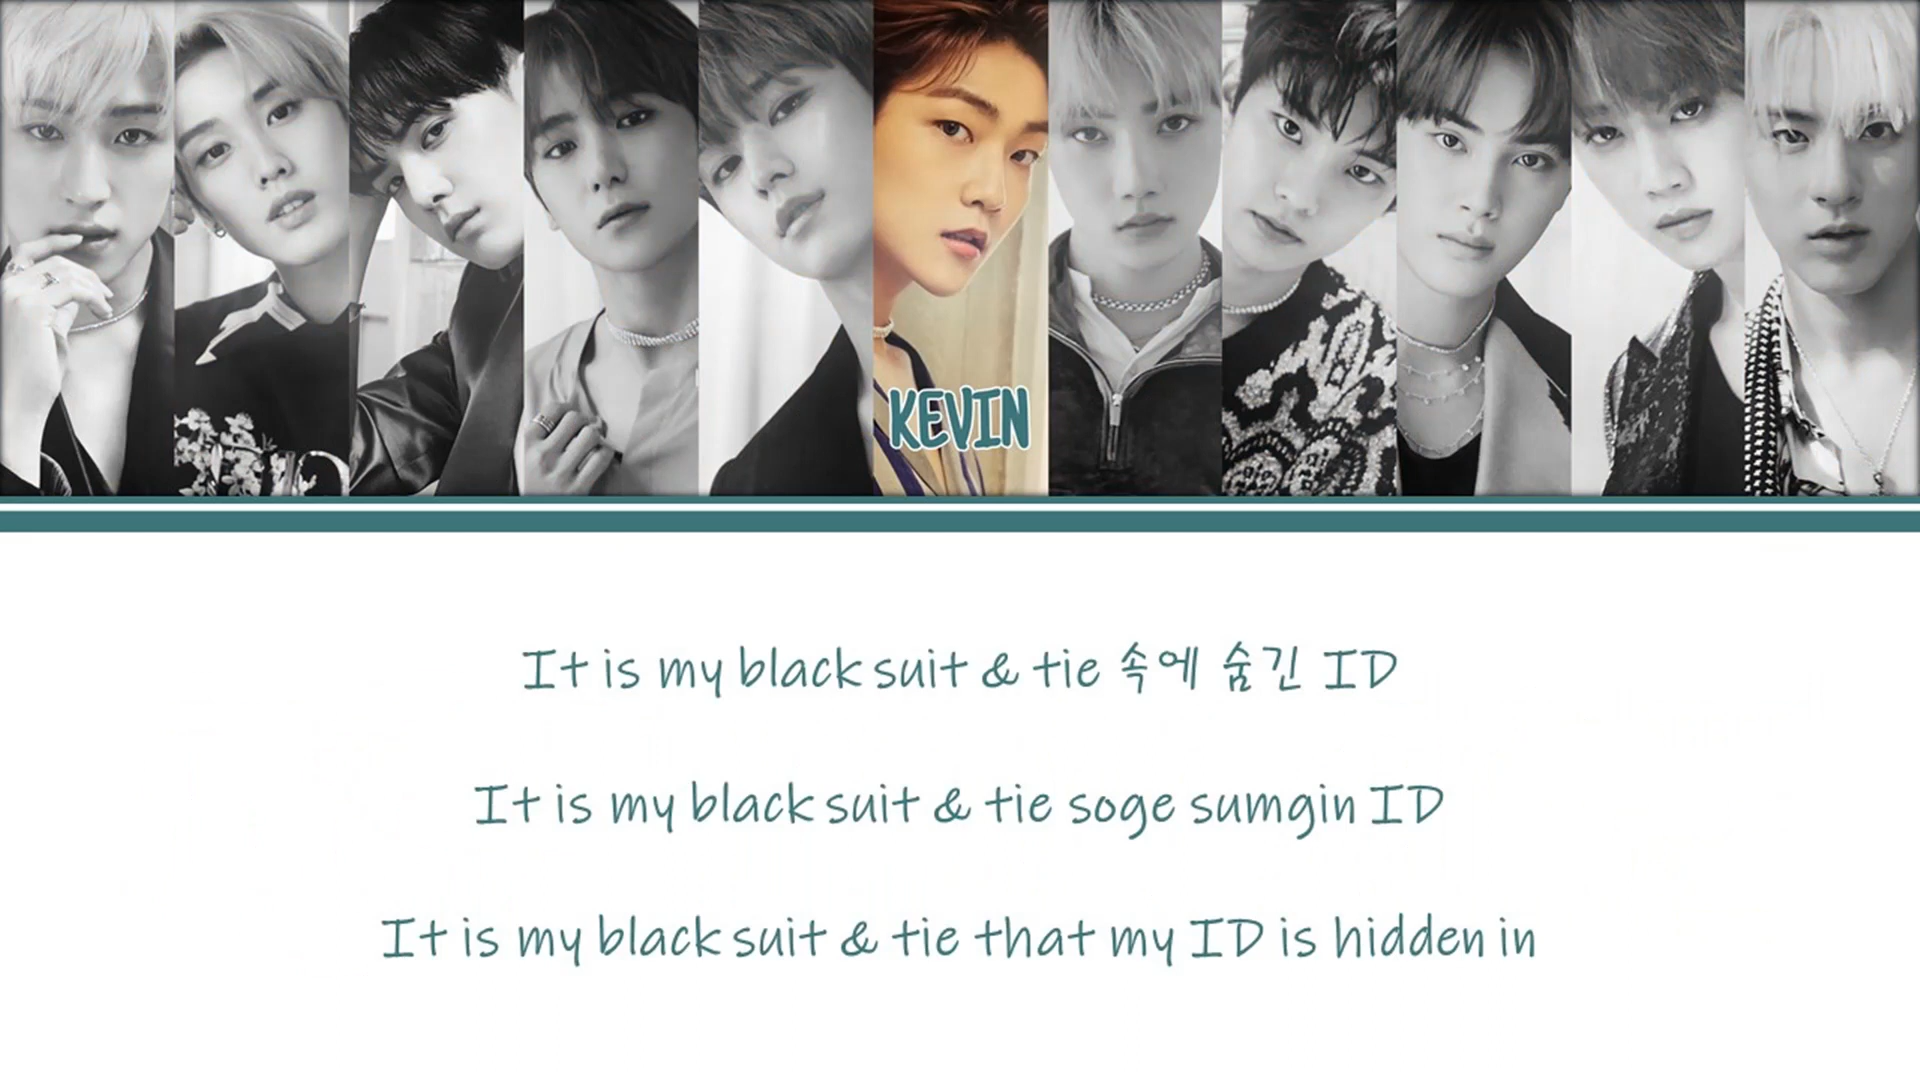 KEVIN
It is my black suit & tie 속에 숨긴 ID
It is my black suit & tie soge sumgin ID
It is my black suit & tie that my ID is hidden in